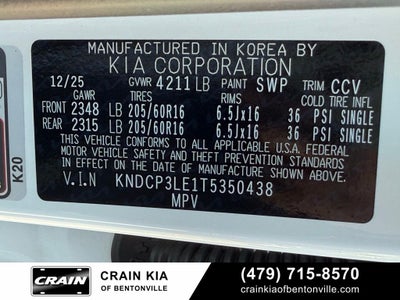 MANUFACTURED IN KOREA BY
KIA CORPORATION
12/25 GVWR 4211 LB PAINT SWP TRIM CCV
GAWR TIRES RIMS COLD TIRE INFL
FRONT 2348 LB 205/60R16 6.5Jx16 36 PSI SINGLE
REAR 2315 LB 205/60R16 6.5Jx16 36 PSI SINGLE
THIS VEHICLE CONFORMS TO ALL APPLICABLE U.S.A. FEDERAL
MOTOR VEHICLE SAFETY AND THEFT PREVENTION STANDARDS
IN EFFECT ON THE DATE OF MANUFACTURE SHOWN ABOVE.
V.I.N KNDCP3LE1T5350438
MPV
K20
CRAIN
CRAIN KIA
OF BENTONVILLE
(479) 715-8570
crainkiaofbentonville.com